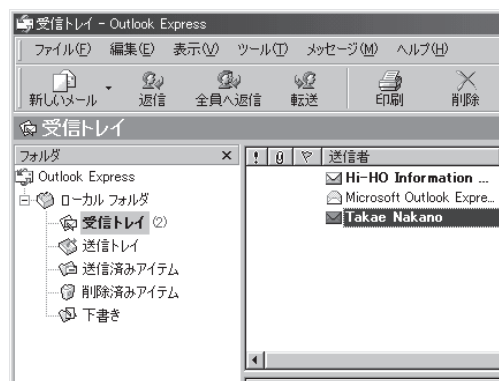 受信トレイ - Outlook Express
ファイル(F) 編集(E) 表示(V) ツール(T) メッセージ(M) ヘルプ(H)
新しいメール 返信 全員へ返信 転送 印刷 削除
受信トレイ
フォルダ × ! 送信者
Outlook Express
ローカル フォルダ
受信トレイ (2)
送信トレイ
送信済みアイテム
削除済みアイテム
下書き
Hi-HO Information ...
Microsoft Outlook Expre...
Takae Nakano